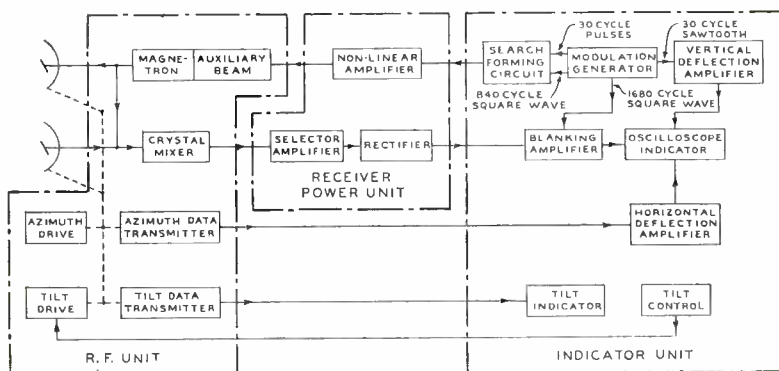 30 CYCLE
PULSES
30 CYCLE
SAWTOOTH
MAGNE-
TRON
AUXILIARY
BEAM
NON-LINEAR
AMPLIFIER
SEARCH
FORMING
CIRCUIT
MODULATION
GENERATOR
VERTICAL
DEFLECTION
AMPLIFIER
840 CYCLE
SQUARE WAVE
1680 CYCLE
SQUARE WAVE
CRYSTAL
MIXER
SELECTOR
AMPLIFIER
RECTIFIER
BLANKING
AMPLIFIER
OSCILLOSCOPE
INDICATOR
RECEIVER
POWER UNIT
AZIMUTH
DRIVE
AZIMUTH DATA
TRANSMITTER
HORIZONTAL
DEFLECTION
AMPLIFIER
TILT
DRIVE
TILT DATA
TRANSMITTER
TILT
INDICATOR
TILT
CONTROL
R.F. UNIT
INDICATOR UNIT